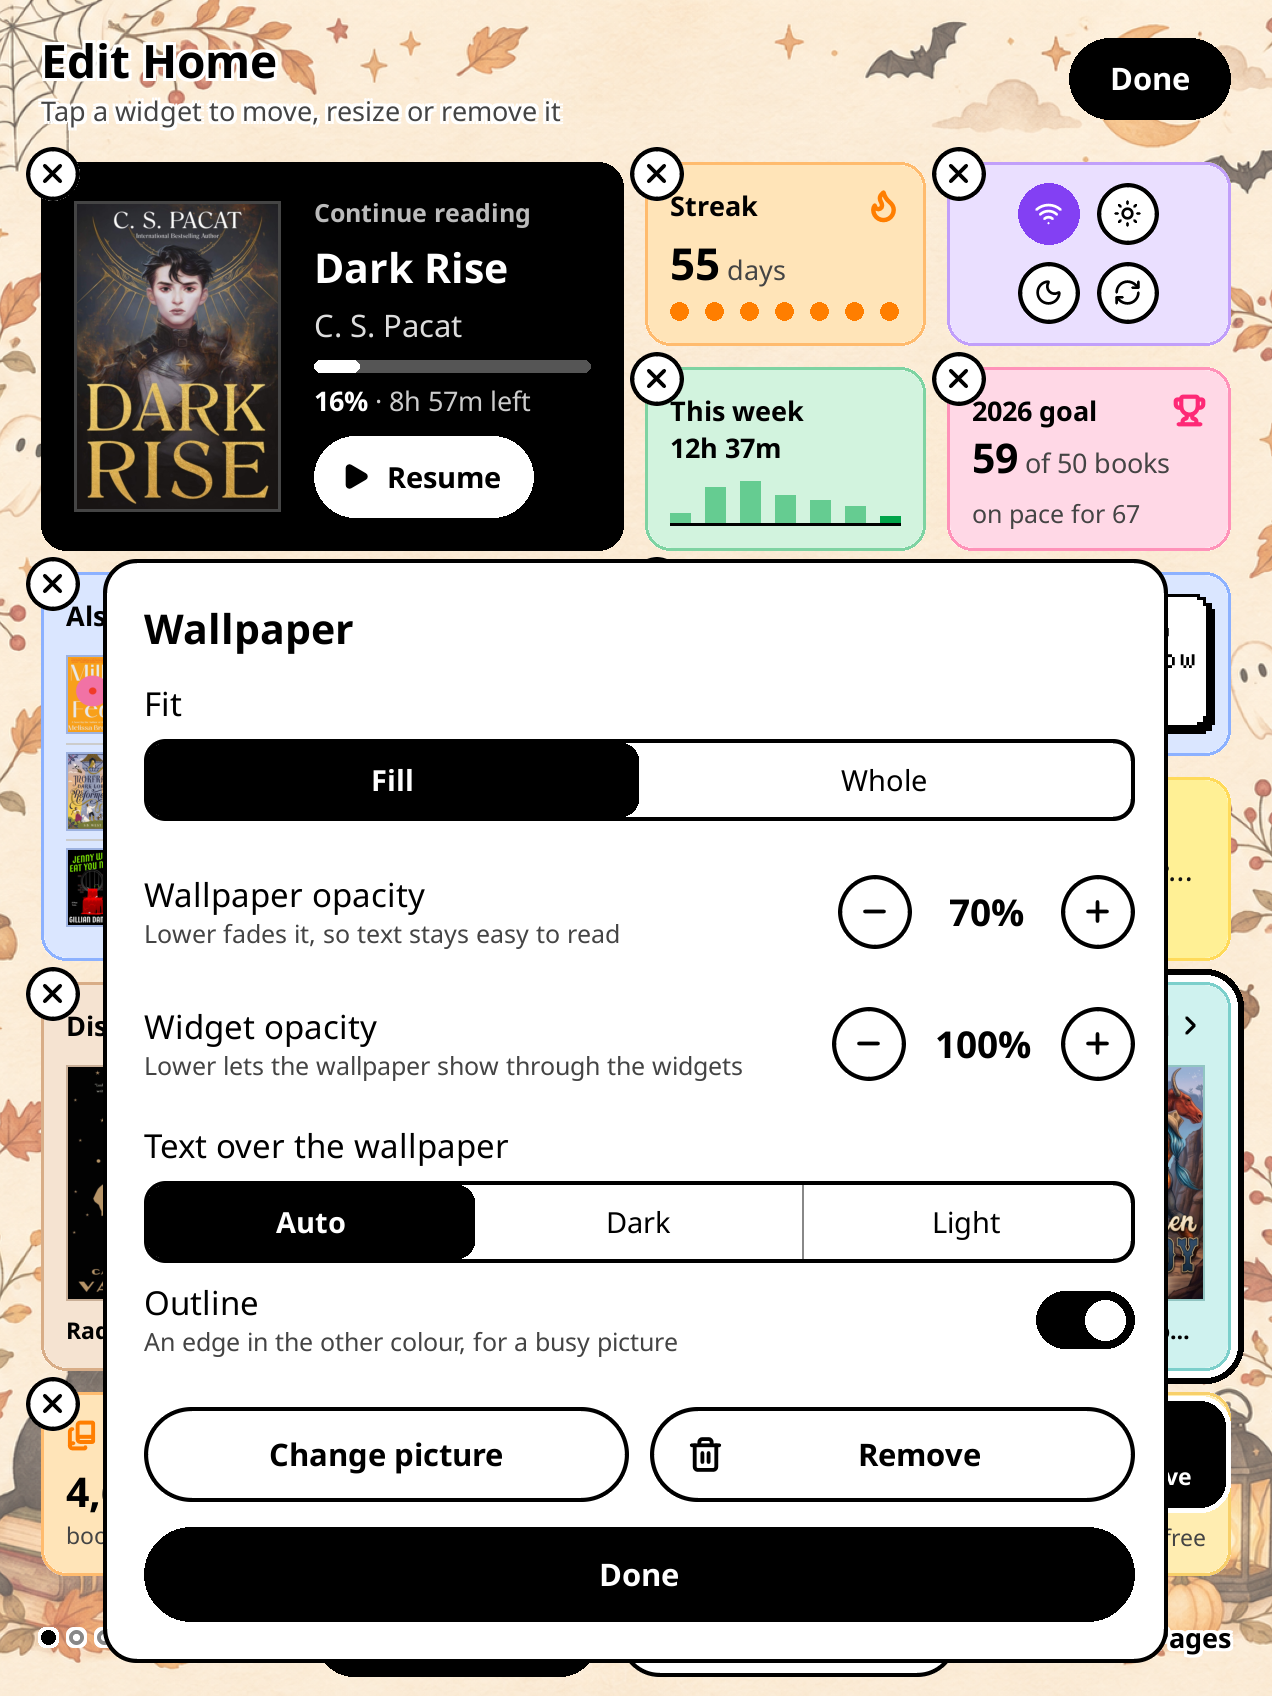 Edit Home
Tap a widget to move, resize or remove it
Done
C. S. PACAT
International Bestselling Author
DARK
RISE
Continue reading
Dark Rise
C. S. Pacat
16% · 8h 57m left
Resume
Streak
55 days
This week
12h 37m
2026 goal
59 of 50 books
on pace for 67
Wallpaper
Fit
Fill
Whole
Wallpaper opacity
Lower fades it, so text stays easy to read
70%
Widget opacity
Lower lets the wallpaper show through the widgets
100%
Text over the wallpaper
Auto
Dark
Light
Outline
An edge in the other colour, for a busy picture
Change picture
Remove
Done
free